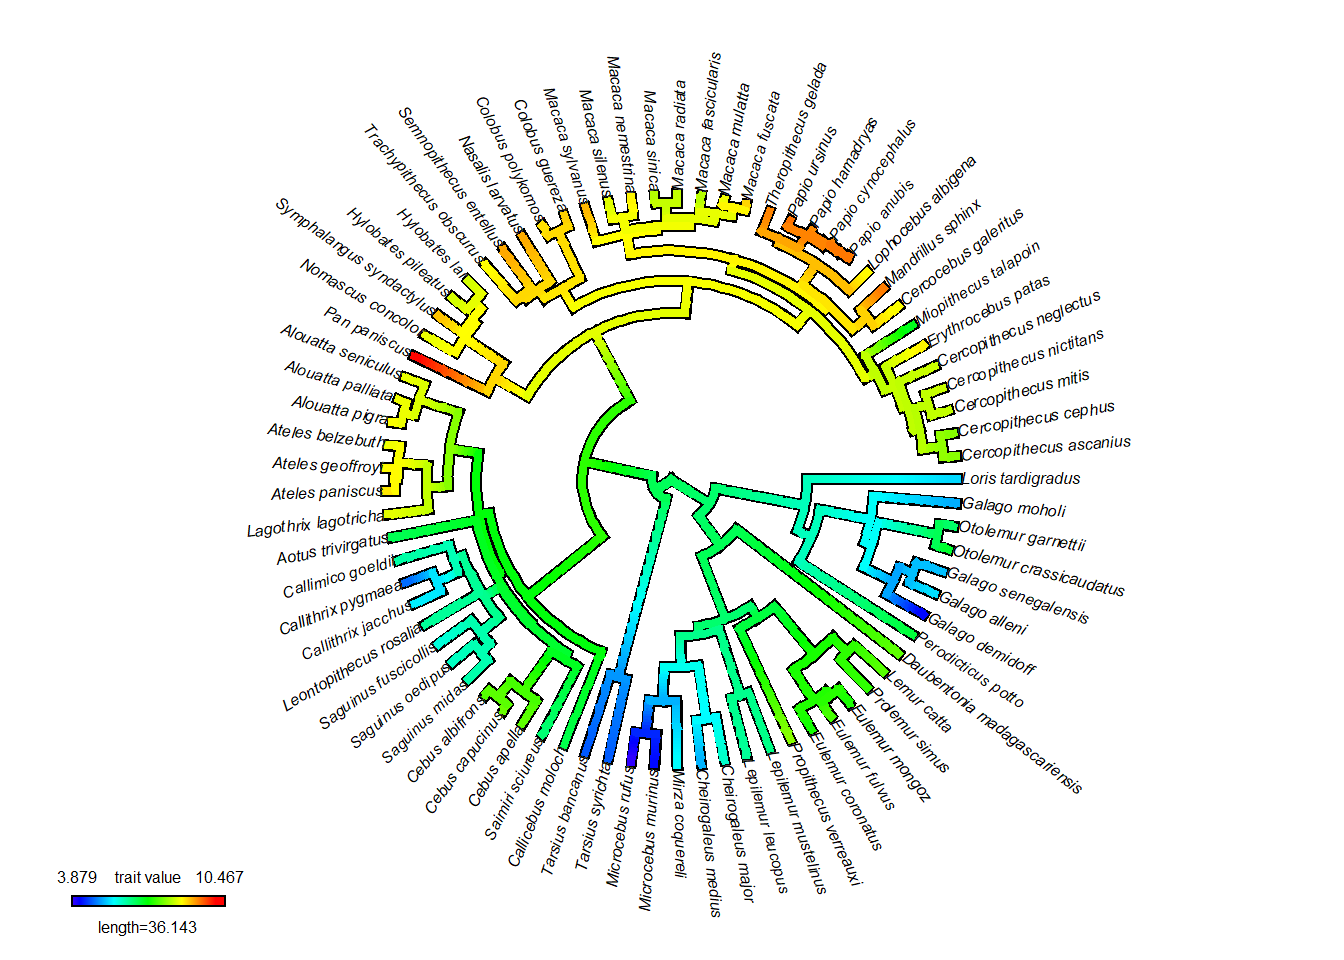 Loris tardigradus
Cercopithecus ascanius
Cercopithecus cephus
Cercopithecus mitis
Cercopithecus nictitans
Cercopithecus neglectus
Erythrocebus patas
Miopithecus talapoin
Cercocebus galeritus
Mandrillus sphinx
Lophocebus albigena
Papio anubis
Papio cynocephalus
Papio hamadryas
Papio ursinus
Theropithecus gelada
Macaca fuscata
Macaca mulatta
Macaca fascicularis
Macaca radiata
Macaca sinica
Macaca nemestrina
Macaca silenus
Macaca sylvanus
Colobus guereza
Colobus polykomos
Nasalis larvatus
Semnopithecus entellus
Trachypithecus obscurus
Hylobates lar
Hylobates pileatus
Symphalangus syndactylus
Nomascus concolor
Pan paniscus
Alouatta seniculus
Alouatta palliata
Alouatta pigra
Ateles belzebuth
Ateles geoffroyi
Ateles paniscus
Lagothrix lagotricha
Aotus trivirgatus
Callimico goeldii
Callithrix pygmaea
Callithrix jacchus
Leontopithecus rosalia
Saguinus fuscicollis
Saguinus oedipus
Saguinus midas
Cebus albifrons
Cebus capucinus
Cebus apella
Saimiri sciureus
Callicebus moloch
Tarsius bancanus
Tarsius syrichta
Microcebus rufus
Microcebus murinus
Mirza coquereli
Cheirogaleus medius
Cheirogaleus major
Lepilemur leucopus
Lepilemur mustelinus
Propithecus verreauxi
Eulemur coronatus
Eulemur fulvus
Eulemur mongoz
Prolemur simus
Lemur catta
Daubentonia madagascariensis
Perodicticus potto
Galago demidoff
Galago alleni
Galago senegalensis
Otolemur crassicaudatus
Otolemur garnettii
Galago moholi
3.879 trait value 10.467
length=36.143